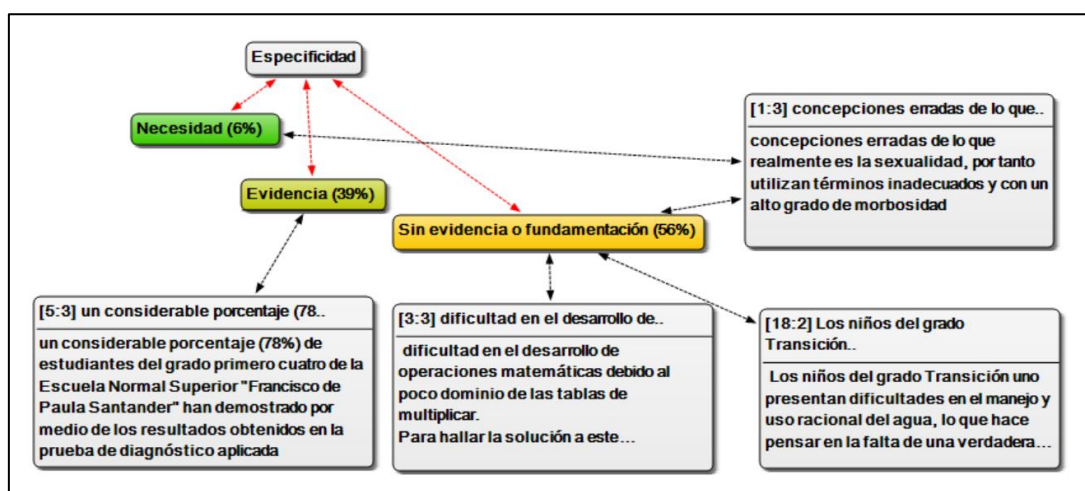 Especificidad
Necesidad (6%)
Evidencia (39%)
Sin evidencia o fundamentación (56%)
[1:3] concepciones erradas de lo que..
concepciones erradas de lo que
realmente es la sexualidad, por tanto
utilizan términos inadecuados y con un
alto grado de morbosidad
[5:3] un considerable porcentaje (78..
un considerable porcentaje (78%) de
estudiantes del grado primero cuatro de la
Escuela Normal Superior "Francisco de
Paula Santander" han demostrado por
medio de los resultados obtenidos en la
prueba de diagnóstico aplicada
[3:3] dificultad en el desarrollo de..
dificultad en el desarrollo de
operaciones matemáticas debido al
poco dominio de las tablas de
multiplicar.
Para hallar la solución a este…
[18:2] Los niños del grado
Transición..
Los niños del grado Transición uno
presentan dificultades en el manejo y
uso racional del agua, lo que hace
pensar en la falta de una verdadera…